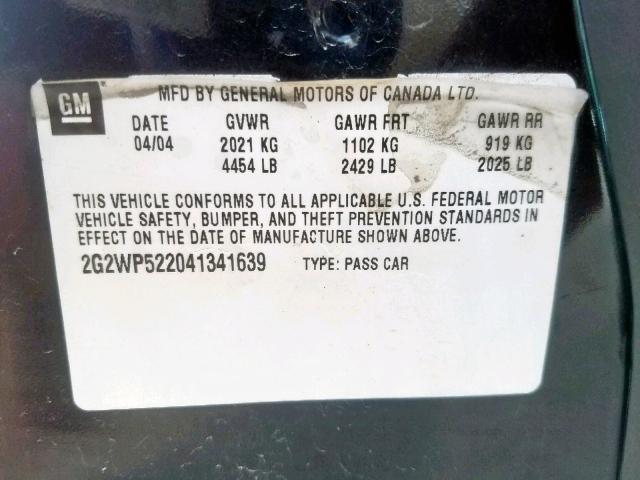 GM
MFD BY GENERAL MOTORS OF CANADA LTD.
DATE GVWR GAWR FRT GAWR RR
04/04 2021 KG 1102 KG 919 KG
4454 LB 2429 LB 2025 LB
THIS VEHICLE CONFORMS TO ALL APPLICABLE U.S. FEDERAL MOTOR
VEHICLE SAFETY, BUMPER, AND THEFT PREVENTION STANDARDS IN
EFFECT ON THE DATE OF MANUFACTURE SHOWN ABOVE.
2G2WP522041341639 TYPE: PASS CAR